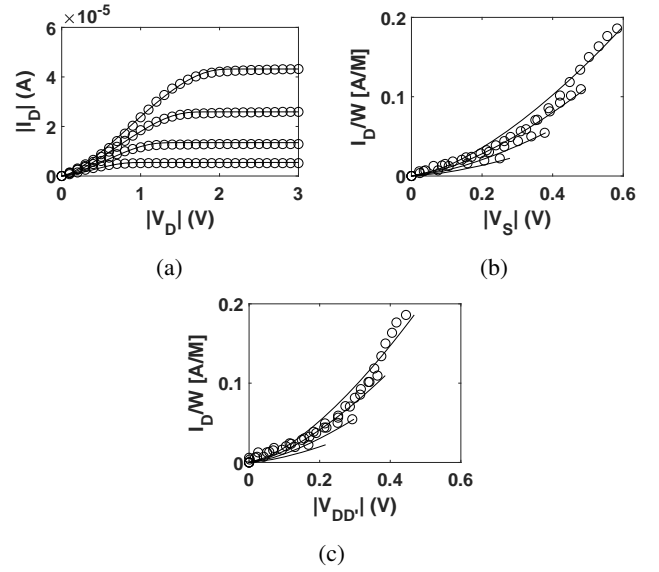 ×10⁻⁵
6
4
2
0
|I_D| (A)
0 1 2 3
|V_D| (V)
(a)
0.2
0.1
0
I_D/W [A/M]
0 0.2 0.4 0.6
|V_S| (V)
(b)
0.2
0.1
0
I_D/W [A/M]
0 0.2 0.4 0.6
|V_DD'| (V)
(c)